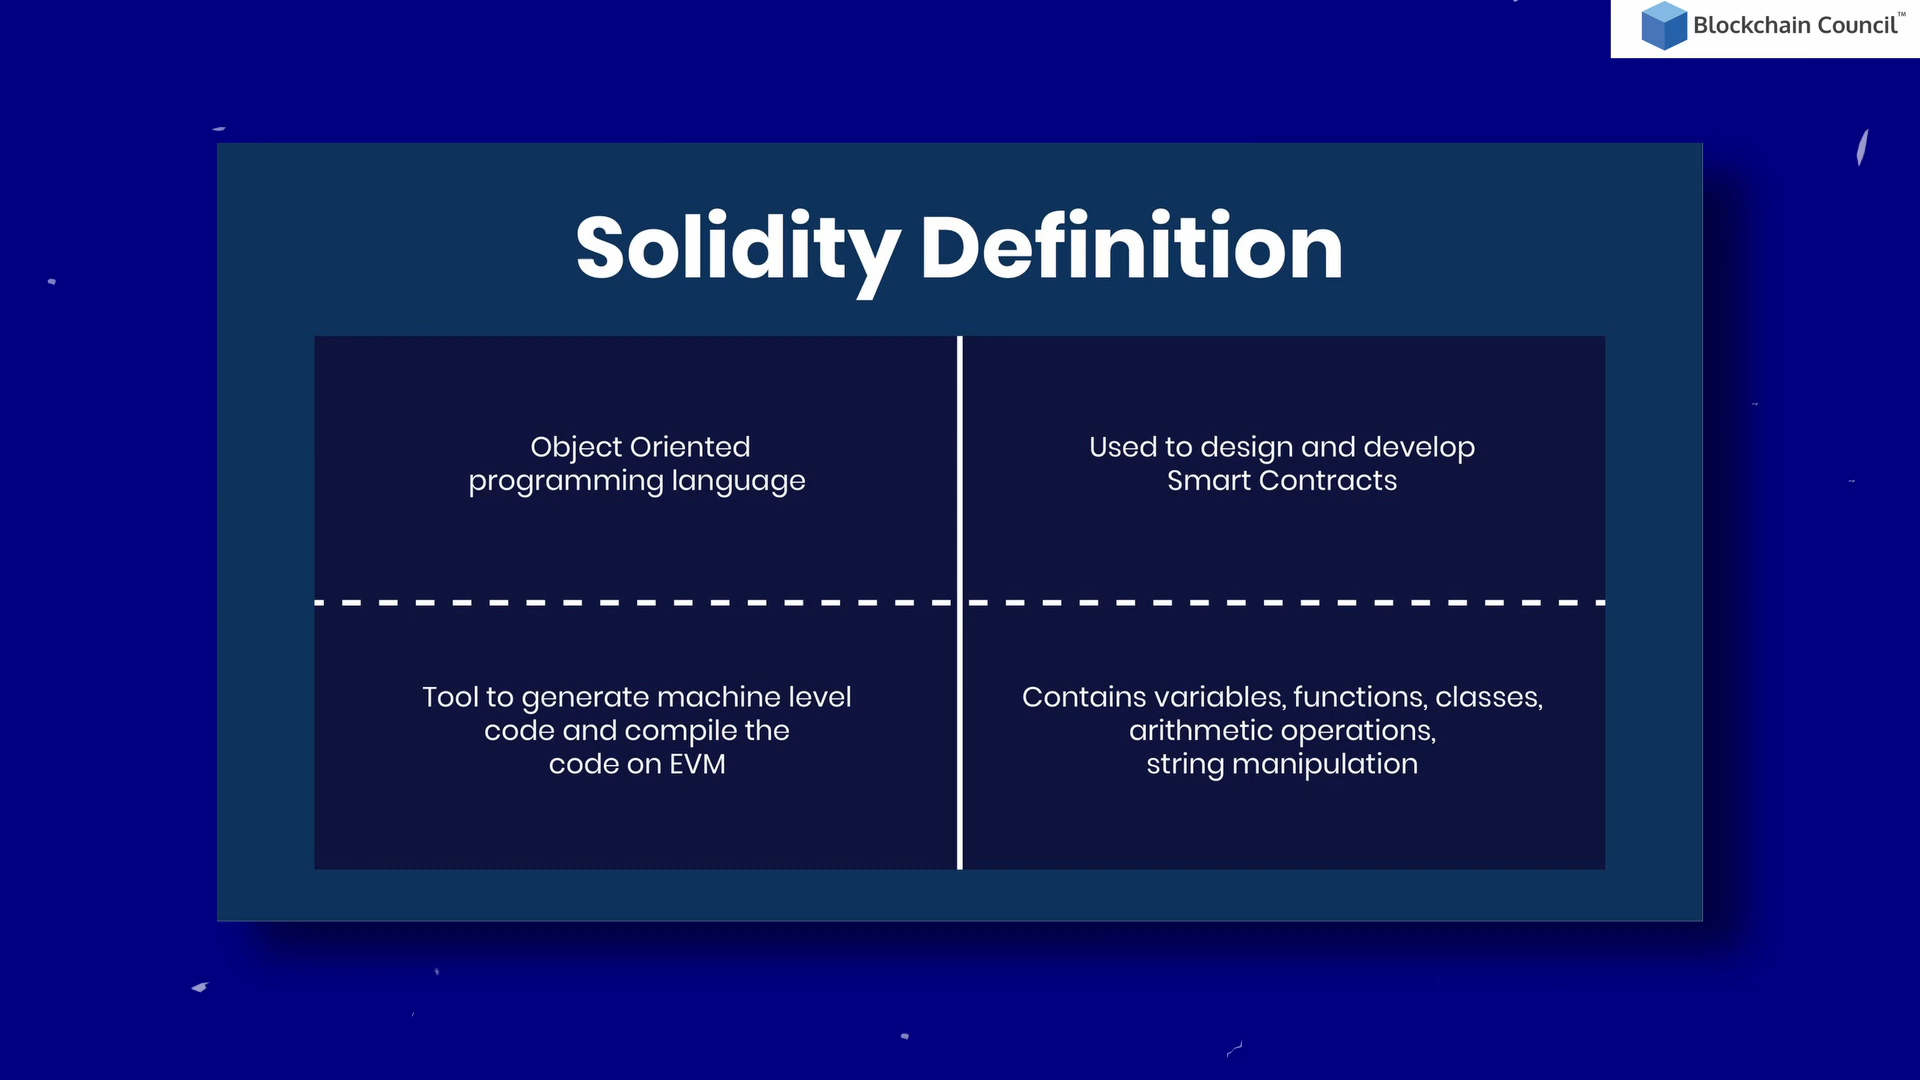 Blockchain Council™
Solidity Definition
Object Oriented
programming language
Used to design and develop
Smart Contracts
Tool to generate machine level
code and compile the
code on EVM
Contains variables, functions, classes,
arithmetic operations,
string manipulation